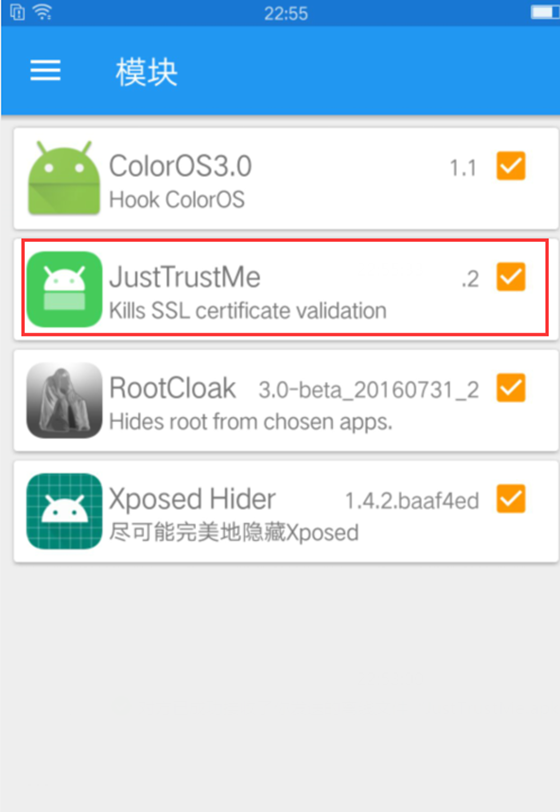 22:55
模块
ColorOS3.0 1.1
Hook ColorOS
JustTrustMe .2
Kills SSL certificate validation
RootCloak 3.0-beta_20160731_2
Hides root from chosen apps.
Xposed Hider 1.4.2.baaf4ed
尽可能完美地隐藏Xposed